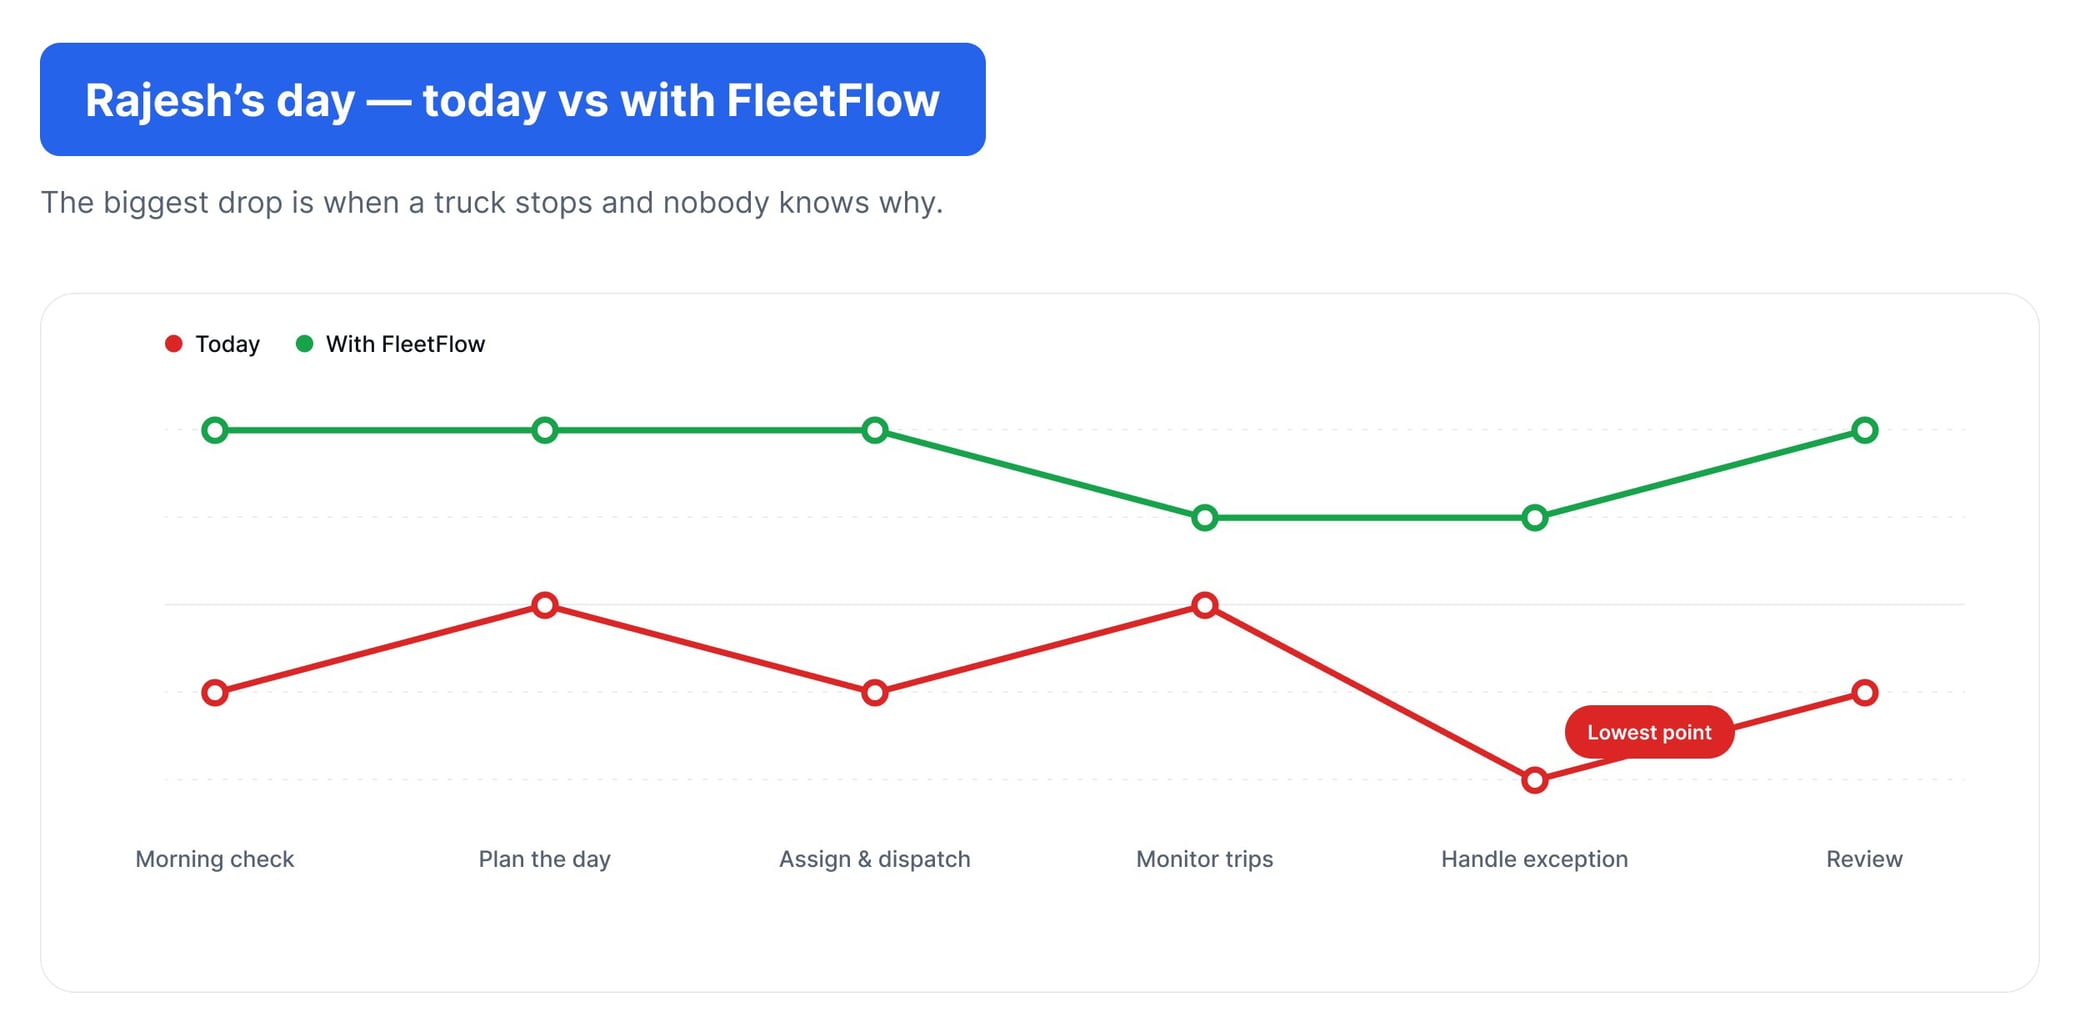 Rajesh’s day — today vs with FleetFlow
The biggest drop is when a truck stops and nobody knows why.
Today
With FleetFlow
Lowest point
Morning check
Plan the day
Assign & dispatch
Monitor trips
Handle exception
Review